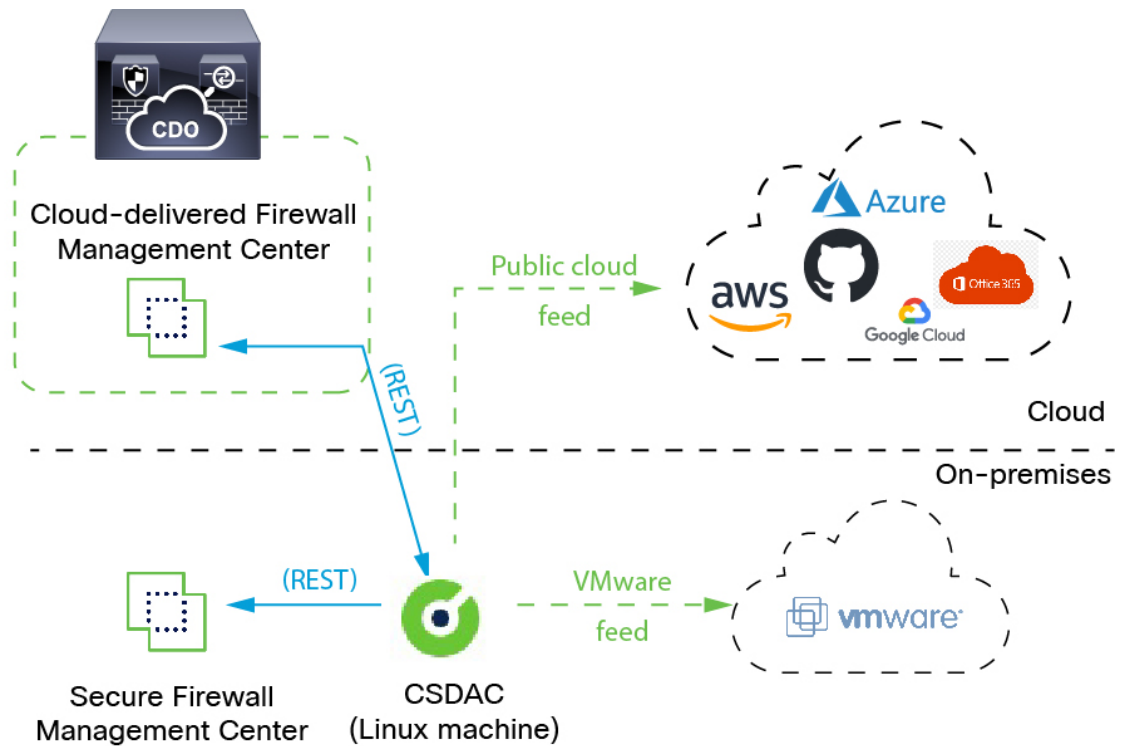 CDO
Cloud-delivered Firewall
Management Center
Public cloud
feed
Azure
aws
Office 365
Google Cloud
(REST)
Cloud
On-premises
(REST)
VMware
feed
vmware®
Secure Firewall
Management Center
CSDAC
(Linux machine)